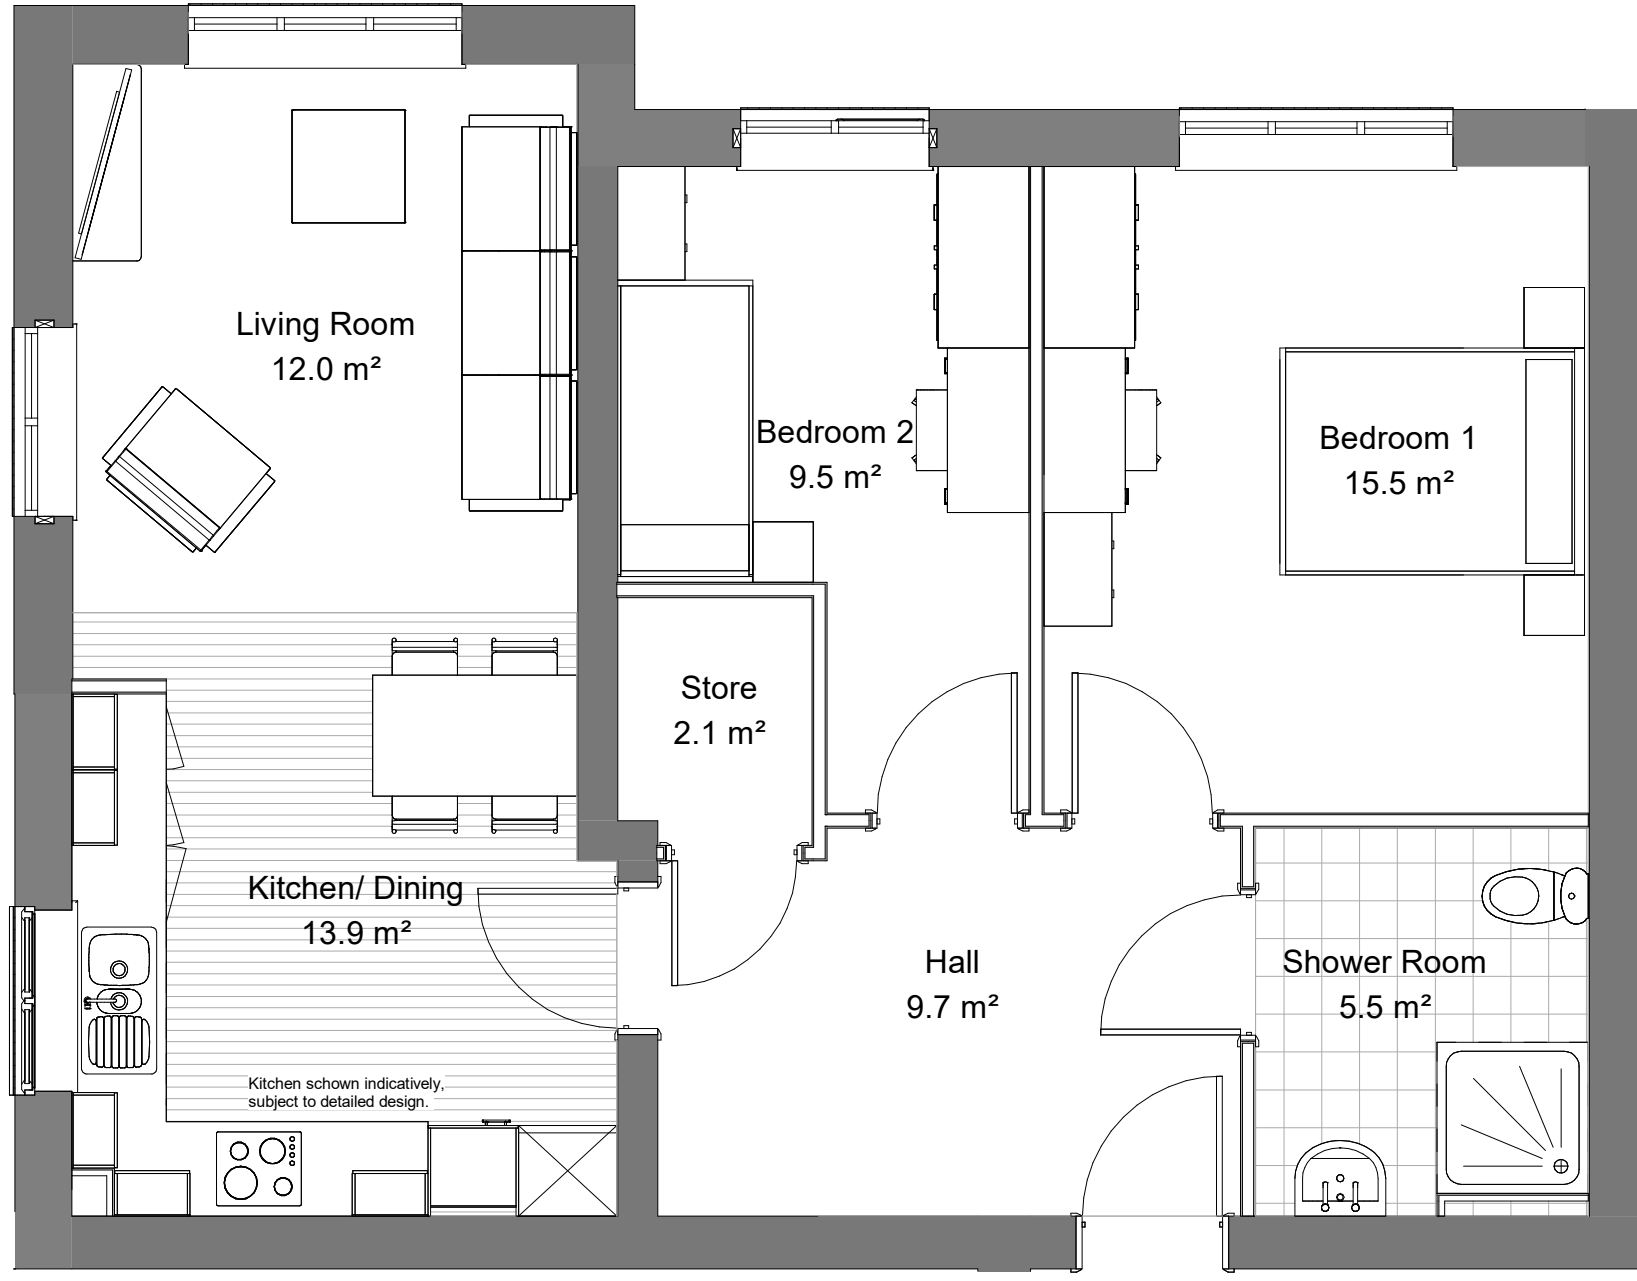 Living Room
12.0 m²
Bedroom 2
9.5 m²
Bedroom 1
15.5 m²
Store
2.1 m²
Kitchen/ Dining
13.9 m²
Hall
9.7 m²
Shower Room
5.5 m²
Kitchen schown indicatively,
subject to detailed design.